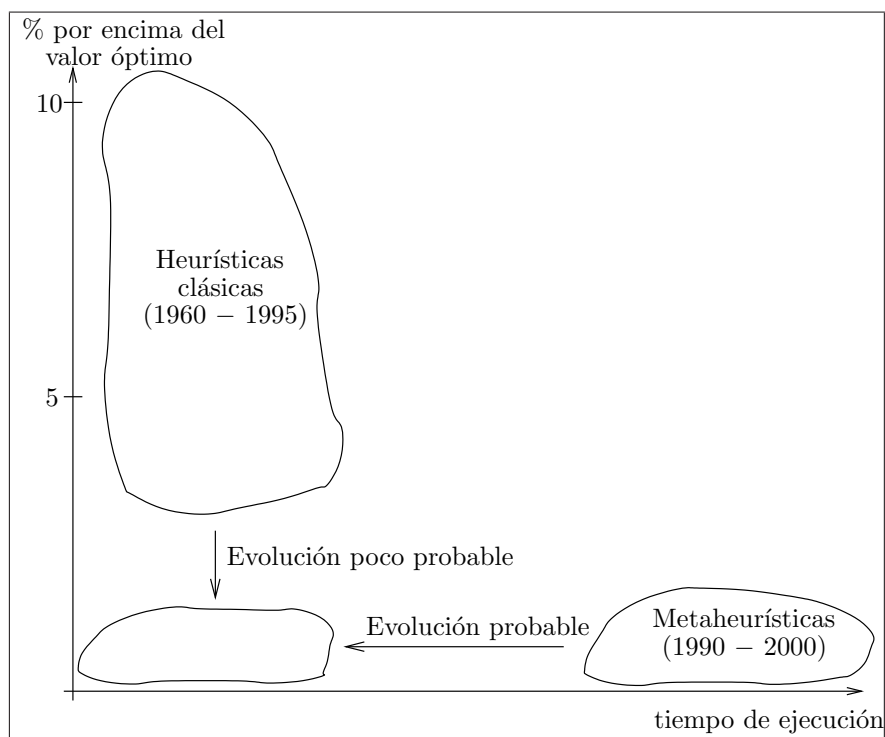 % por encima del
valor óptimo
10
Heurísticas
clásicas
(1960 – 1995)
5
Evolución poco probable
Evolución probable
Metaheurísticas
(1990 – 2000)
tiempo de ejecución